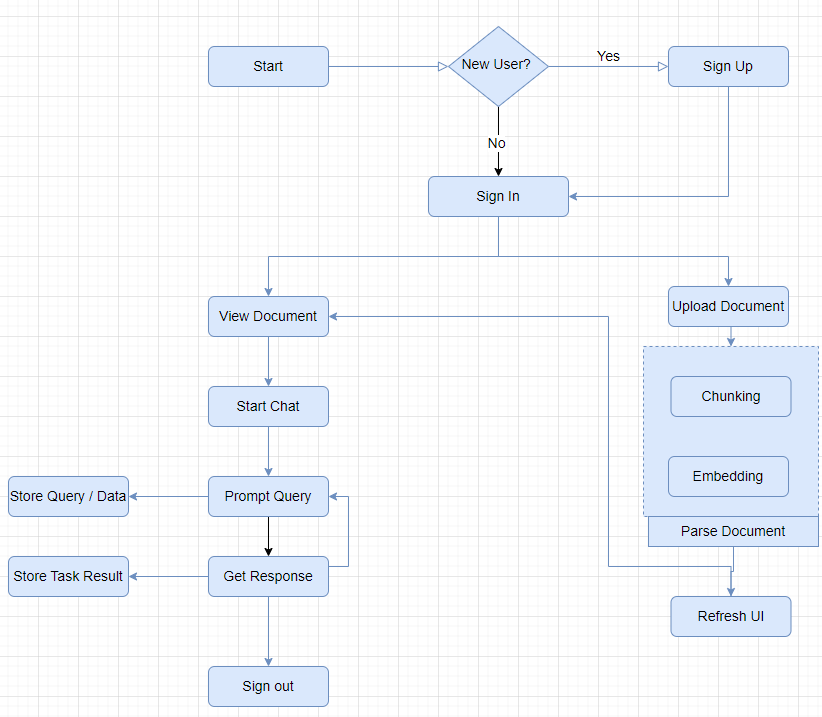 Start
New User?
Yes
Sign Up
No
Sign In
View Document
Upload Document
Start Chat
Chunking
Store Query / Data
Prompt Query
Embedding
Parse Document
Store Task Result
Get Response
Refresh UI
Sign out